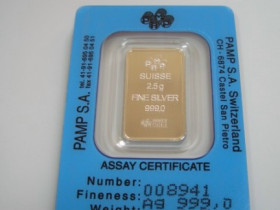 SUISSE
2,5g
FINE SILVER
999,0
PAMP S.A.
PAMP S.A. Switzerland
CH - 6874 Castel San Pietro
ASSAY CERTIFICATE
Number: 008941
Fineness: Ag 999,0
Weight: